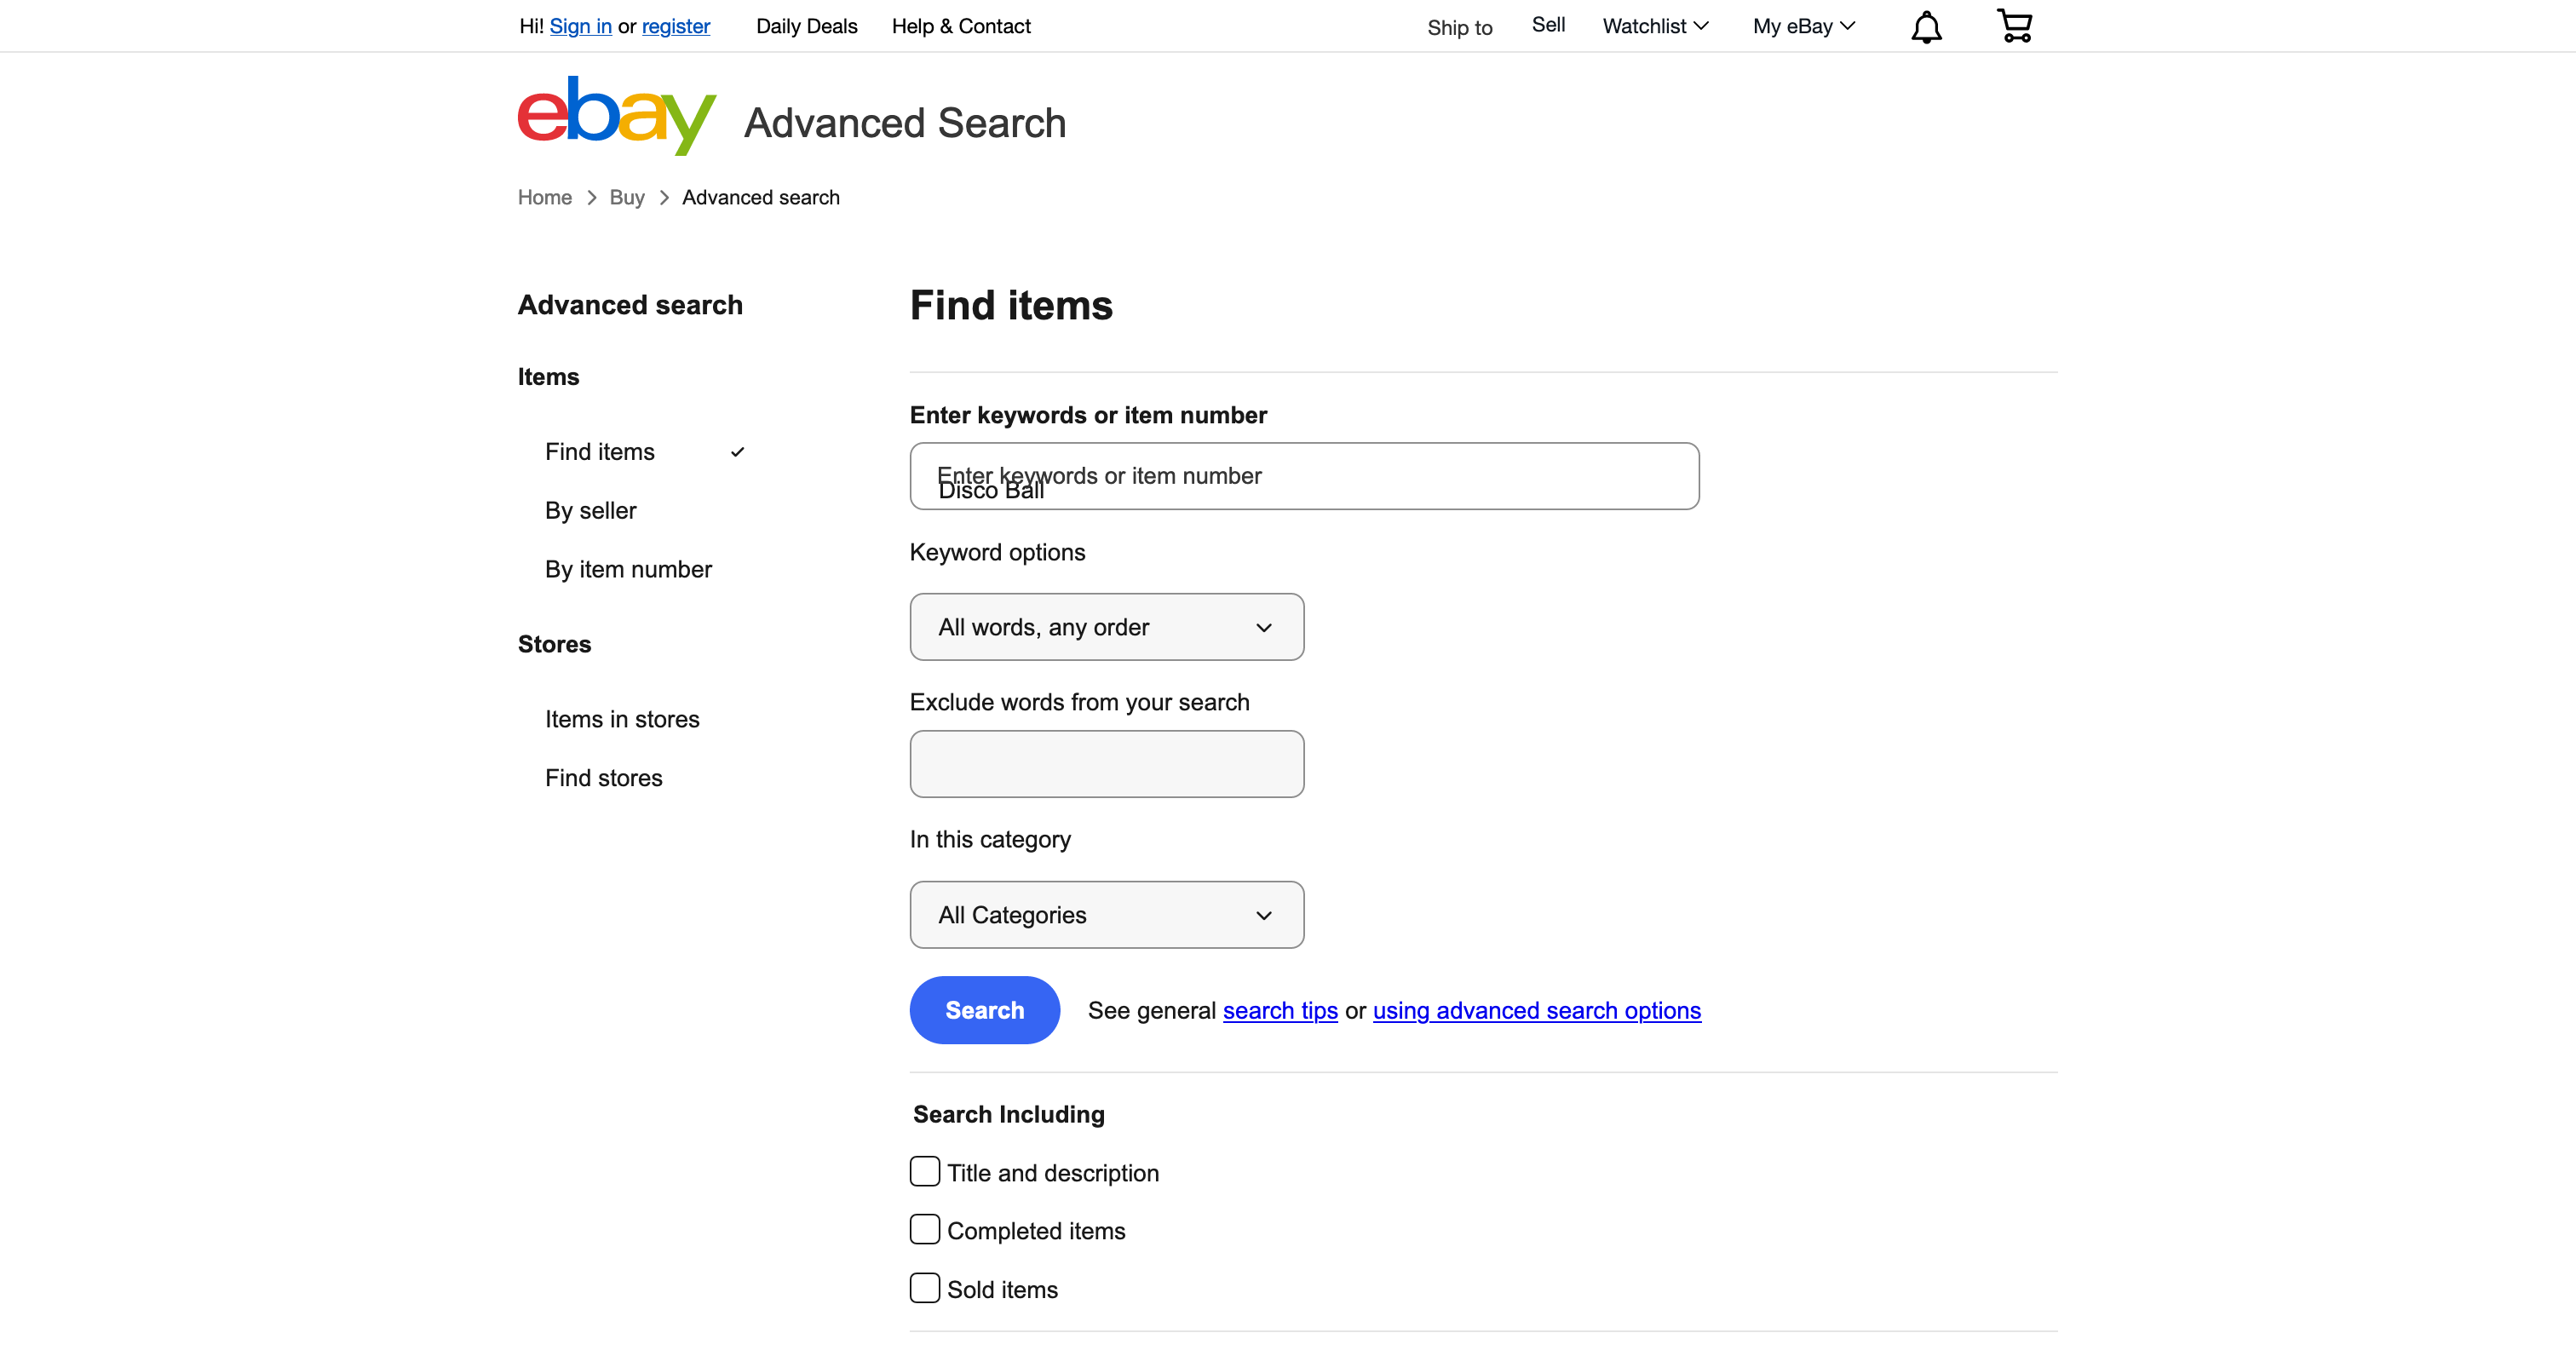 Hi! Sign in or register Daily Deals Help & Contact Ship to Sell Watchlist My eBay
ebay Advanced Search
Home Buy Advanced search
Advanced search
Items
Find items
By seller
By item number
Stores
Items in stores
Find stores
Find items
Enter keywords or item number
Enter keywords or item number
Disco Ball
Keyword options
All words, any order
Exclude words from your search
In this category
All Categories
Search See general search tips or using advanced search options
Search Including
Title and description
Completed items
Sold items